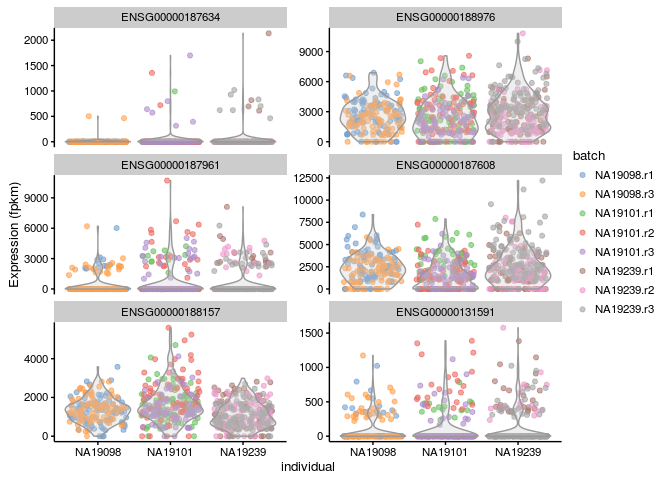 ENSG00000187634 ENSG00000188976
2000
1500
1000
500
0
9000
6000
3000
0
ENSG00000187961 ENSG00000187608
9000
6000
3000
0
12500
10000
7500
5000
2500
0
ENSG00000188157 ENSG00000131591
4000
2000
0
1500
1000
500
0
NA19098 NA19101 NA19239 NA19098 NA19101 NA19239
individual
Expression (fpkm)
batch
NA19098.r1
NA19098.r3
NA19101.r1
NA19101.r2
NA19101.r3
NA19239.r1
NA19239.r2
NA19239.r3